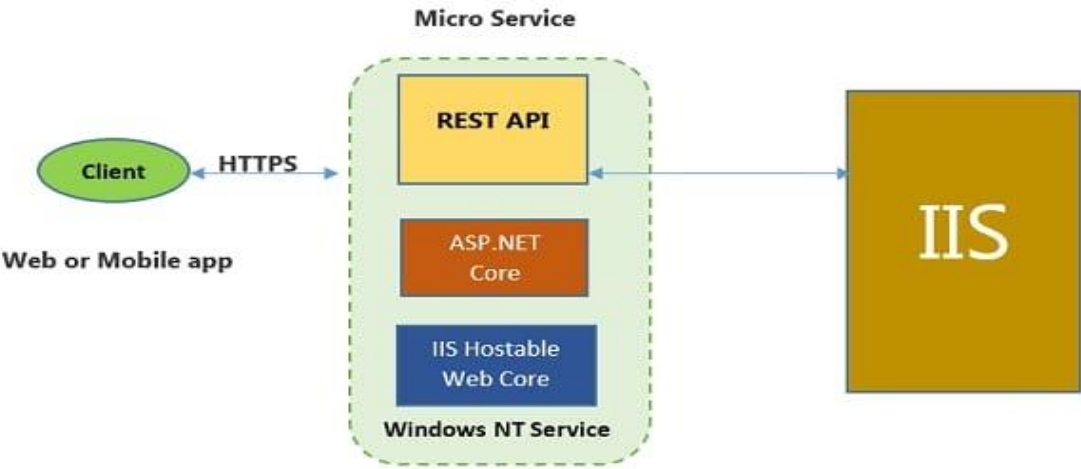 Micro Service
REST API
Client
HTTPS
Web or Mobile app
ASP.NET
Core
IIS Hostable
Web Core
Windows NT Service
IIS